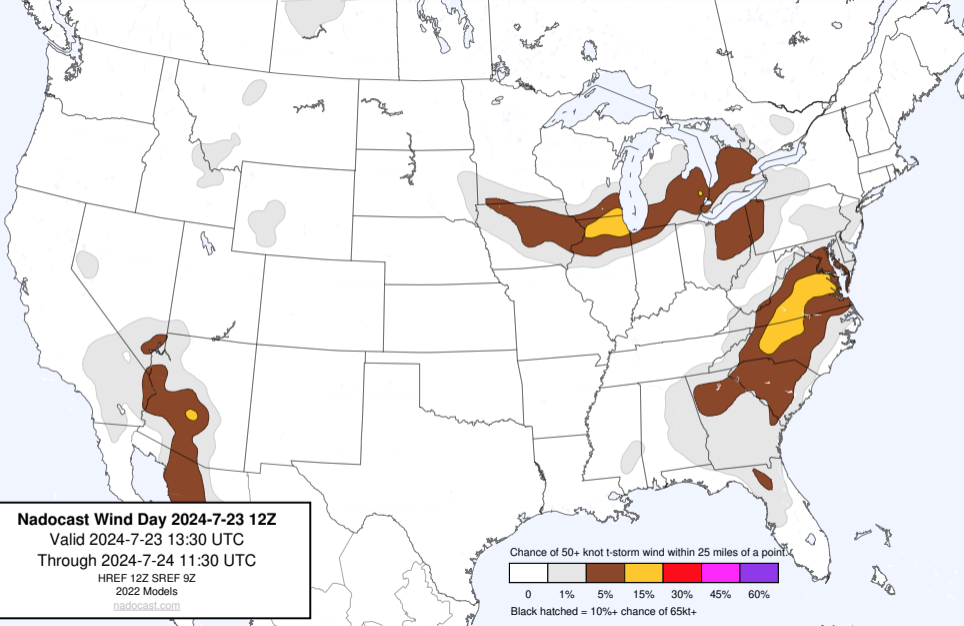 Nadocast Wind Day 2024-7-23 12Z
Valid 2024-7-23 13:30 UTC
Through 2024-7-24 11:30 UTC
HREF 12Z SREF 9Z
2022 Models
nadocast.com
Chance of 50+ knot t-storm wind within 25 miles of a point.
0 1% 5% 15% 30% 45% 60%
Black hatched = 10%+ chance of 65kt+